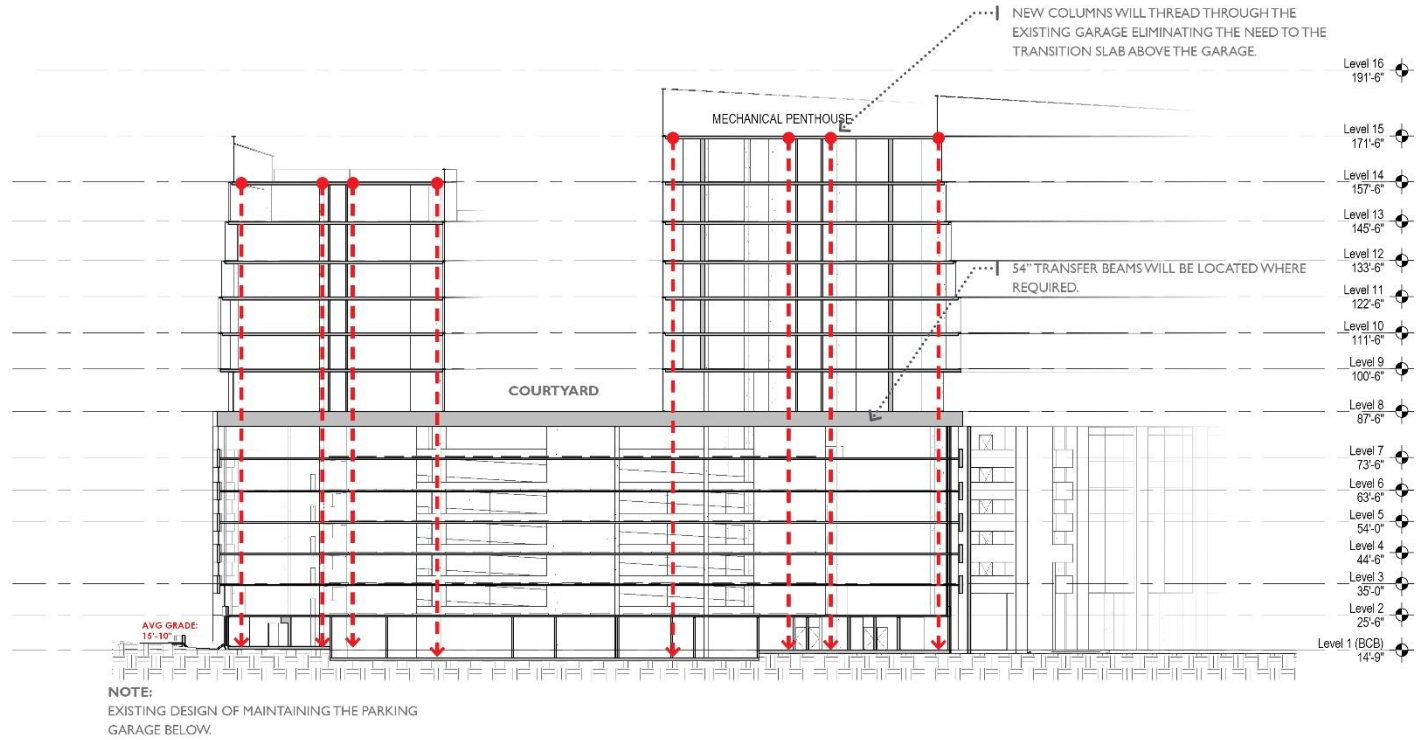 NEW COLUMNS WILL THREAD THROUGH THE
EXISTING GARAGE ELIMINATING THE NEED TO THE
TRANSITION SLAB ABOVE THE GARAGE.
Level 16
191'-6"
MECHANICAL PENTHOUSE
Level 15
171'-6"
Level 14
157'-6"
Level 13
145'-6"
Level 12
133'-6"
54" TRANSFER BEAMS WILL BE LOCATED WHERE
REQUIRED.
Level 11
122'-6"
Level 10
111'-6"
Level 9
100'-6"
COURTYARD
Level 8
87'-6"
Level 7
73'-6"
Level 6
63'-6"
Level 5
54'-0"
Level 4
44'-6"
Level 3
35'-0"
Level 2
25'-6"
AVG GRADE:
15'-10"
Level 1 (BCB)
14'-9"
NOTE:
EXISTING DESIGN OF MAINTAINING THE PARKING
GARAGE BELOW.